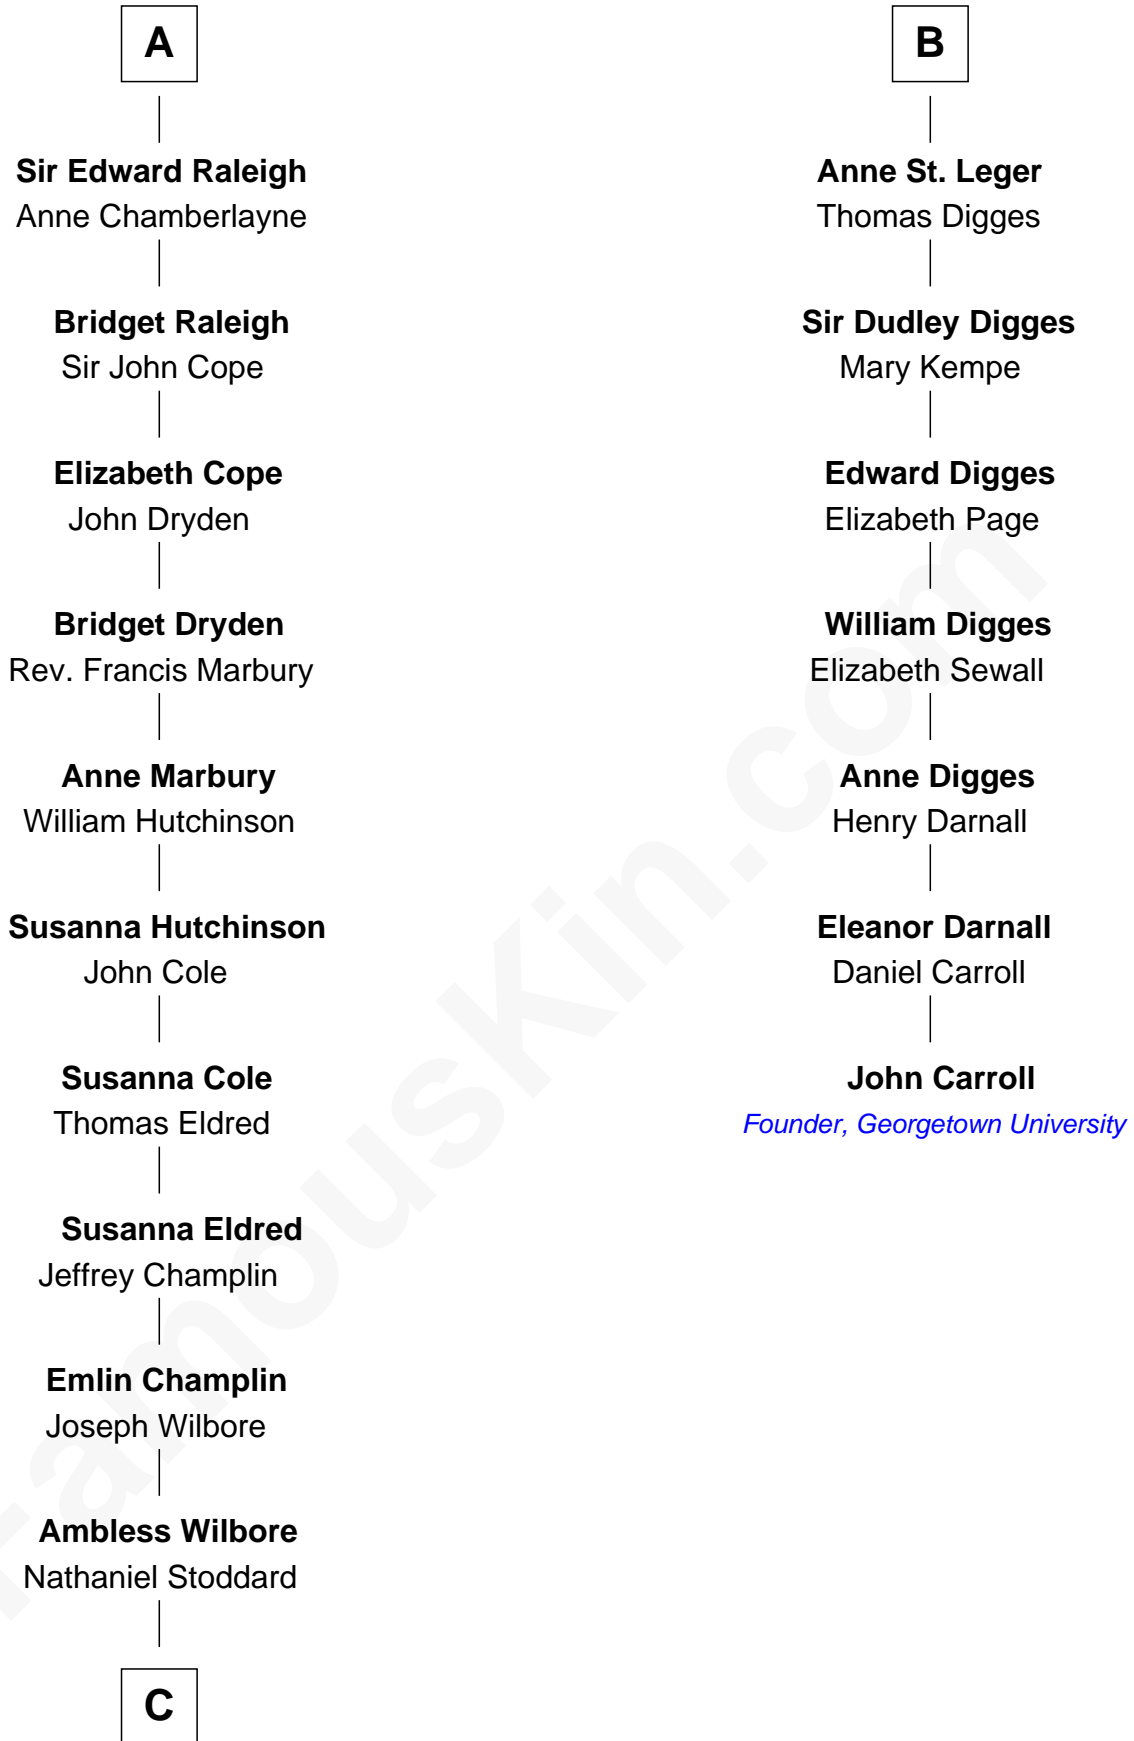 A
Sir Edward Raleigh
Anne Chamberlayne
Bridget Raleigh
Sir John Cope
Elizabeth Cope
John Dryden
Bridget Dryden
Rev. Francis Marbury
Anne Marbury
William Hutchinson
Susanna Hutchinson
John Cole
Susanna Cole
Thomas Eldred
Susanna Eldred
Jeffrey Champlin
Emlin Champlin
Joseph Wilbore
Ambless Wilbore
Nathaniel Stoddard
C
B
Anne St. Leger
Thomas Digges
Sir Dudley Digges
Mary Kempe
Edward Digges
Elizabeth Page
William Digges
Elizabeth Sewall
Anne Digges
Henry Darnall
Eleanor Darnall
Daniel Carroll
John Carroll
Founder, Georgetown University
FamousKin.com